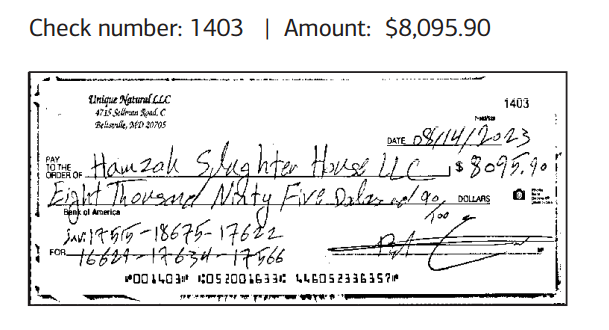 Check number: 1403 | Amount: $8,095.90
Unique Natural LLC
1403
4715 Sellman Road, C
Beltsville, MD 20705
DATE 08/14/2023
PAY TO THE ORDER OF Hamzah Slughter House LLC $8095.90
Eight Thousand Ninty Five and 90/100 DOLLARS
Bank of America
Inv: 17515-18675-17622
FOR 16629-17634-17566
⑈001403⑈ ⑆052001633⑆ 446052336357⑈